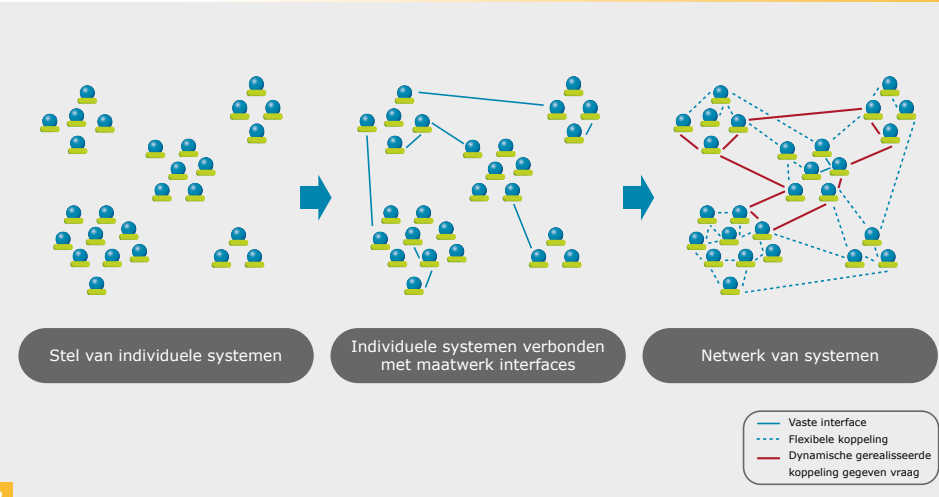 Stel van individuele systemen
Individuele systemen verbonden
met maatwerk interfaces
Netwerk van systemen
Vaste interface
Flexibele koppeling
Dynamische gerealisseerde
koppeling gegeven vraag